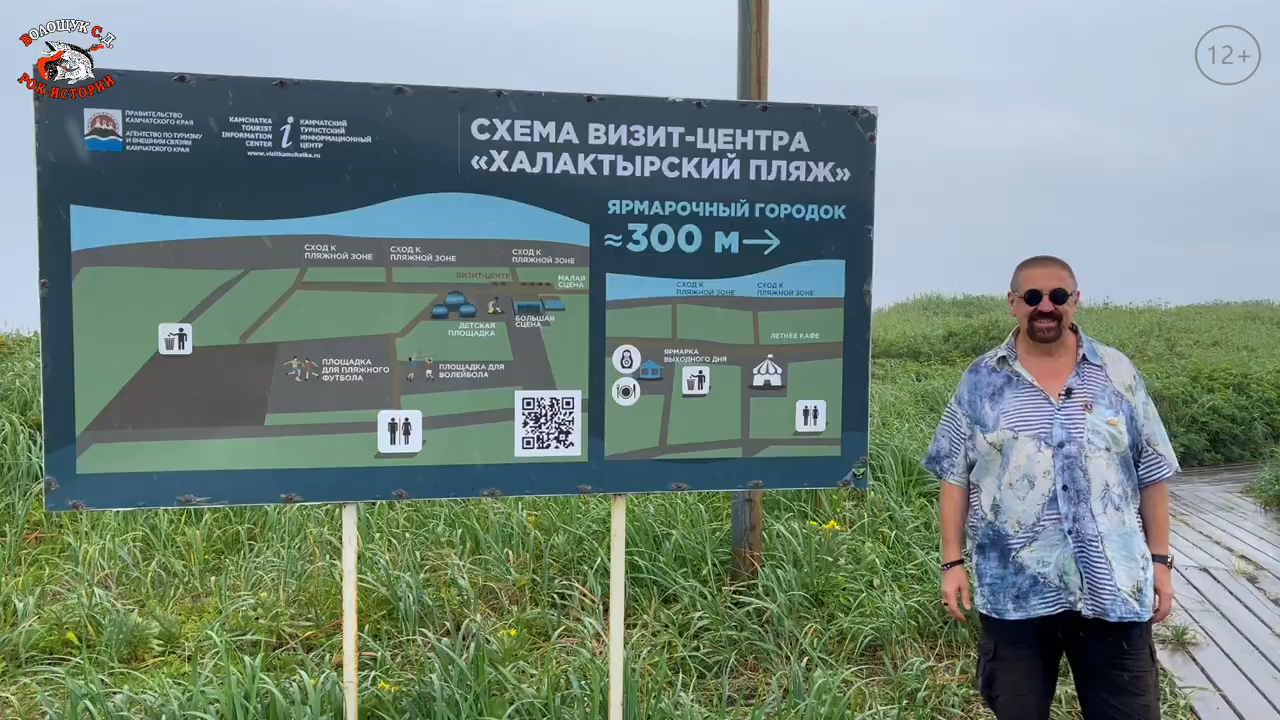 ВОЛОЩУК С.Д.
РОК-ИСТОРИИ
12+
ПРАВИТЕЛЬСТВО
КАМЧАТСКОГО КРАЯ
АГЕНТСТВО ПО ТУРИЗМУ
И ВНЕШНИМ СВЯЗЯМ
КАМЧАТСКОГО КРАЯ
KAMCHATKA
TOURIST
INFORMATION
CENTER
i
КАМЧАТСКИЙ
ТУРИСТСКИЙ
ИНФОРМАЦИОННЫЙ
ЦЕНТР
www.visitkamchatka.ru
СХЕМА ВИЗИТ-ЦЕНТРА
«ХАЛАКТЫРСКИЙ ПЛЯЖ»
ЯРМАРОЧНЫЙ ГОРОДОК
≈300 м→
СХОД К
ПЛЯЖНОЙ ЗОНЕ
СХОД К
ПЛЯЖНОЙ ЗОНЕ
СХОД К
ПЛЯЖНОЙ ЗОНЕ
ВИЗИТ-ЦЕНТР
МАЛАЯ
СЦЕНА
БОЛЬШАЯ
СЦЕНА
ДЕТСКАЯ
ПЛОЩАДКА
ПЛОЩАДКА
ДЛЯ ПЛЯЖНОГО
ФУТБОЛА
ПЛОЩАДКА ДЛЯ
ВОЛЕЙБОЛА
СХОД К
ПЛЯЖНОЙ ЗОНЕ
СХОД К
ПЛЯЖНОЙ ЗОНЕ
ЛЕТНЕЕ КАФЕ
ЯРМАРКА
ВЫХОДНОГО ДНЯ